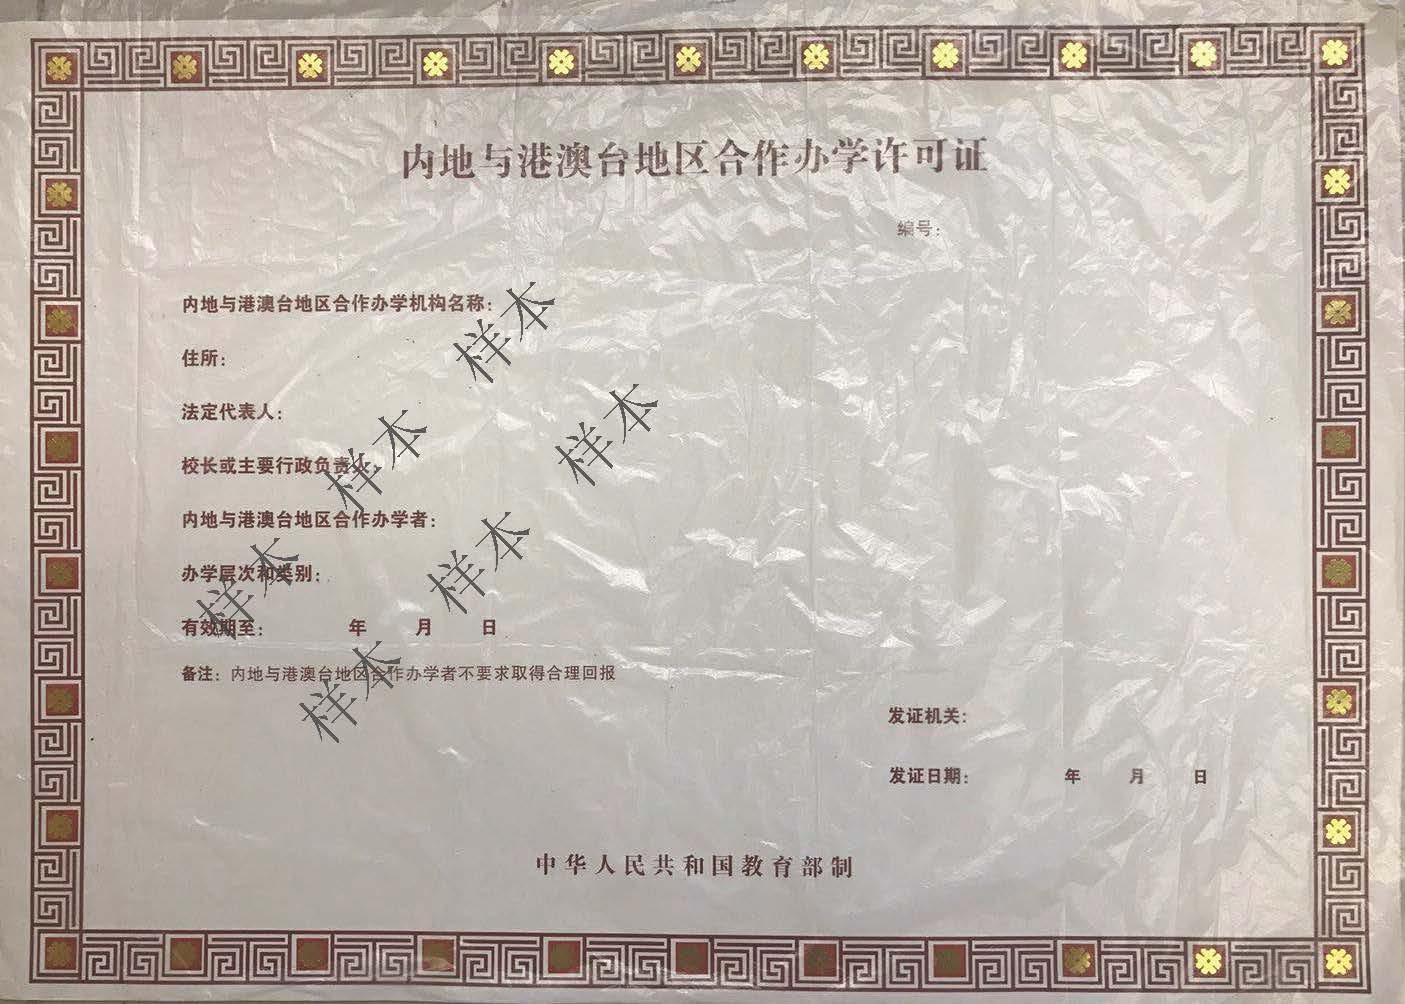 内地与港澳台地区合作办学许可证
编号：
内地与港澳台地区合作办学机构名称：
样本
住所：
样本
法定代表人：
样本
校长或主要行政负责人：
内地与港澳台地区合作办学者：
样本
样本
办学层次和类别：
有效期至： 年 月 日
备注：内地与港澳台地区合作办学者不要求取得合理回报
样本
发证机关：
发证日期： 年 月 日
中华人民共和国教育部制